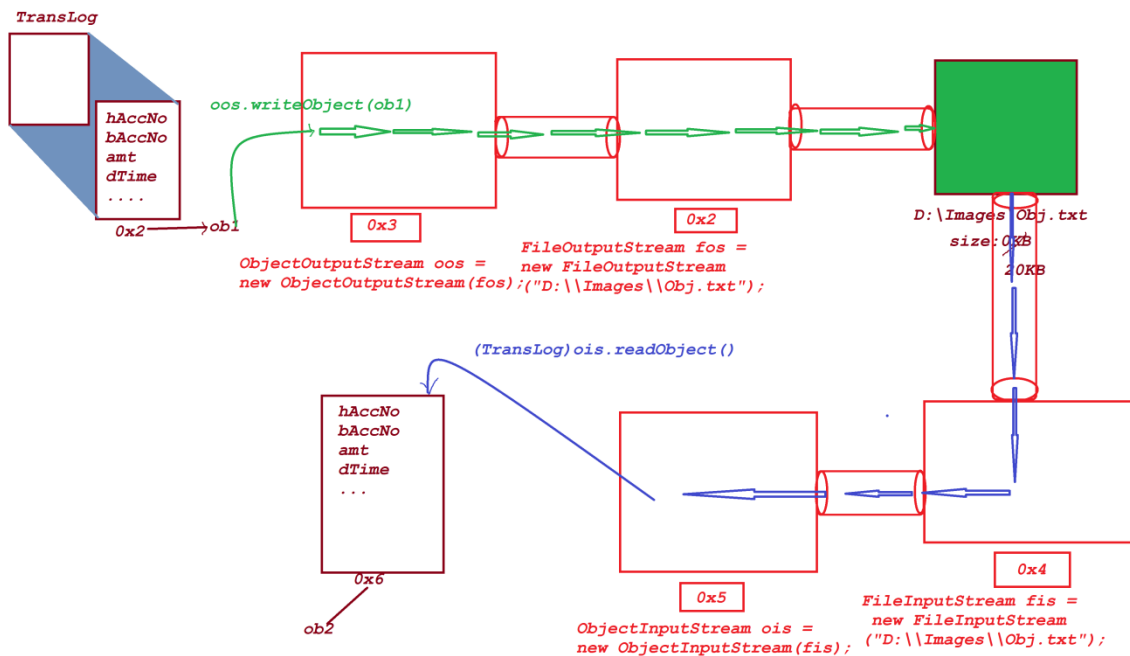 TransLog
hAccNo
bAccNo
amt
dTime
....
0x2
ob1
oos.writeObject(ob1)
0x3
ObjectOutputStream oos =
new ObjectOutputStream(fos);
0x2
FileOutputStream fos =
new FileOutputStream
("D:\\Images\\Obj.txt");
D:\Images\Obj.txt
size:0KB
20KB
(TransLog)ois.readObject()
hAccNo
bAccNo
amt
dTime
...
0x6
ob2
0x5
ObjectInputStream ois =
new ObjectInputStream(fis);
0x4
FileInputStream fis =
new FileInputStream
("D:\\Images\\Obj.txt");